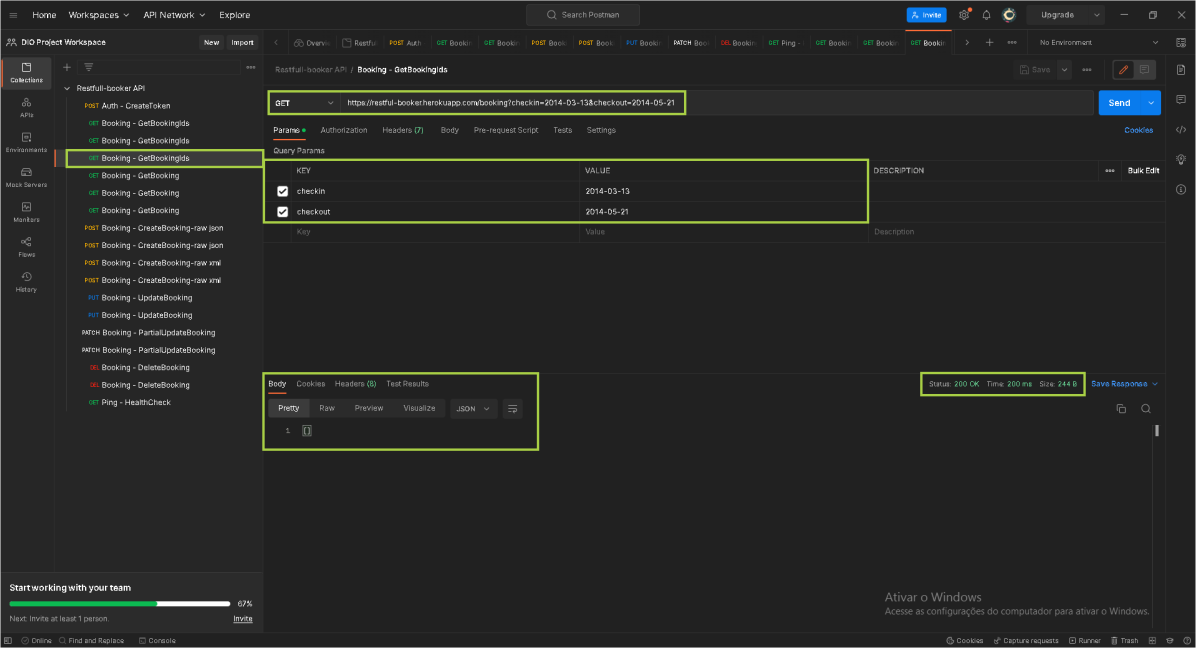 Home Workspaces API Network Explore
Search Postman
Invite
Upgrade
DIO Project Workspace
New Import
Overvi
Restful
POST Auth
GET Bookin
GET Bookin
POST Book
POST Book
PUT Bookin
PATCH Boo
DEL Bookin
GET Ping -
GET Bookin
GET Bookin
GET Bookin
No Environment
Collections
APIs
Environments
Mock Servers
Monitors
Flows
History
Restfull-booker API
POST Auth - CreateToken
GET Booking - GetBookingIds
GET Booking - GetBookingIds
GET Booking - GetBookingIds
GET Booking - GetBooking
GET Booking - GetBooking
GET Booking - GetBooking
POST Booking - CreateBooking-raw json
POST Booking - CreateBooking-raw json
POST Booking - CreateBooking-raw xml
POST Booking - CreateBooking-raw xml
PUT Booking - UpdateBooking
PUT Booking - UpdateBooking
PATCH Booking - PartialUpdateBooking
PATCH Booking - PartialUpdateBooking
DEL Booking - DeleteBooking
DEL Booking - DeleteBooking
GET Ping - HealthCheck
Restfull-booker API / Booking - GetBookingIds
Save
GET https://restful-booker.herokuapp.com/booking?checkin=2014-03-13&checkout=2014-05-21
Send
Params Authorization Headers (7) Body Pre-request Script Tests Settings
Cookies
Query Params
KEY VALUE DESCRIPTION Bulk Edit
checkin 2014-03-13
checkout 2014-05-21
Key Value Description
Body Cookies Headers (8) Test Results
Status: 200 OK Time: 200 ms Size: 244 B Save Response
Pretty Raw Preview Visualize JSON
1 []
Start working with your team
67%
Next: Invite at least 1 person. Invite
Ativar o Windows
Acesse as configurações do computador para ativar o Windows.
Online Find and Replace Console
Cookies Capture requests Runner Trash